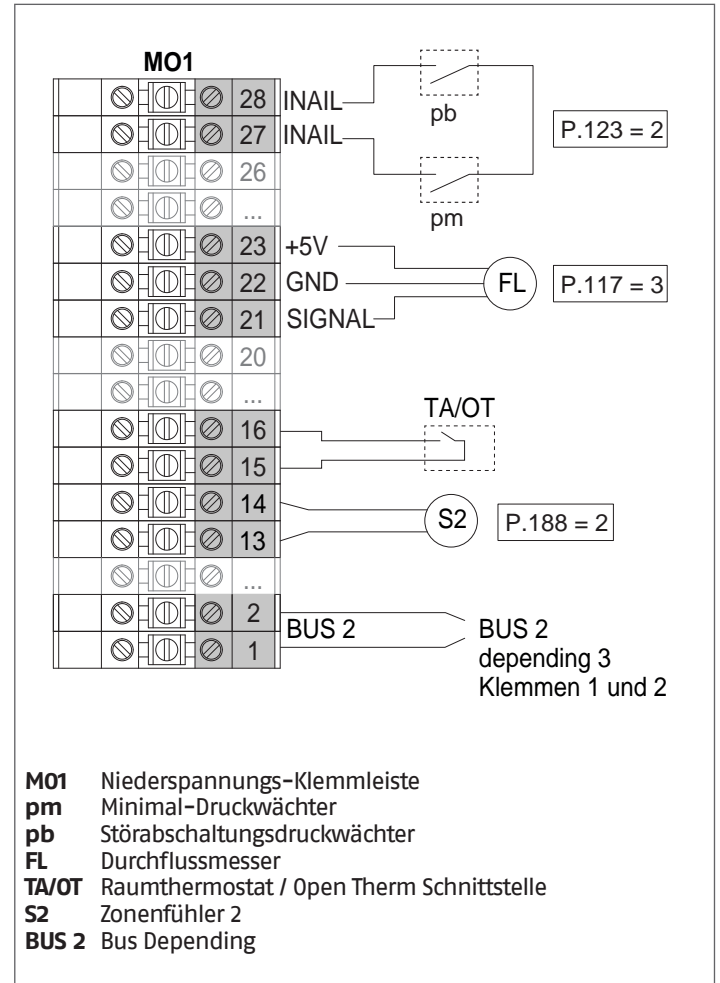 MO1
28 INAIL
pb
27 INAIL
P.123 = 2
26
...
pm
23 +5V
22 GND
FL
P.117 = 3
21 SIGNAL
20
...
TA/OT
16
15
14
S2
P.188 = 2
13
...
2
BUS 2
BUS 2
1
depending 3
Klemmen 1 und 2
MO1 Niederspannungs-Klemmleiste
pm Minimal-Druckwächter
pb Störabschaltungsdruckwächter
FL Durchflussmesser
TA/OT Raumthermostat / Open Therm Schnittstelle
S2 Zonenfühler 2
BUS 2 Bus Depending